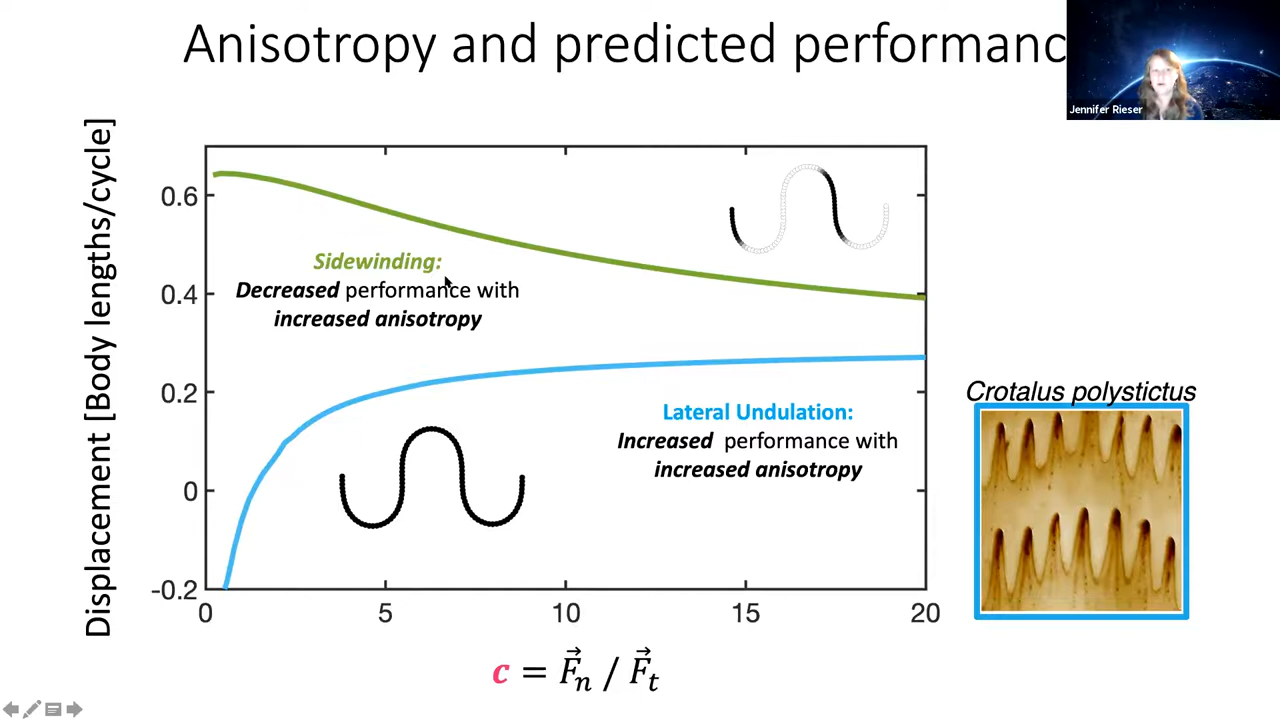 Anisotropy and predicted performanc
Jennifer Rieser
Displacement [Body lengths/cycle]
0.6
0.4
0.2
0
-0.2
Sidewinding:
Decreased performance with
increased anisotropy
Lateral Undulation:
Increased performance with
increased anisotropy
Crotalus polystictus
0 5 10 15 20
c = F⃗n / F⃗t